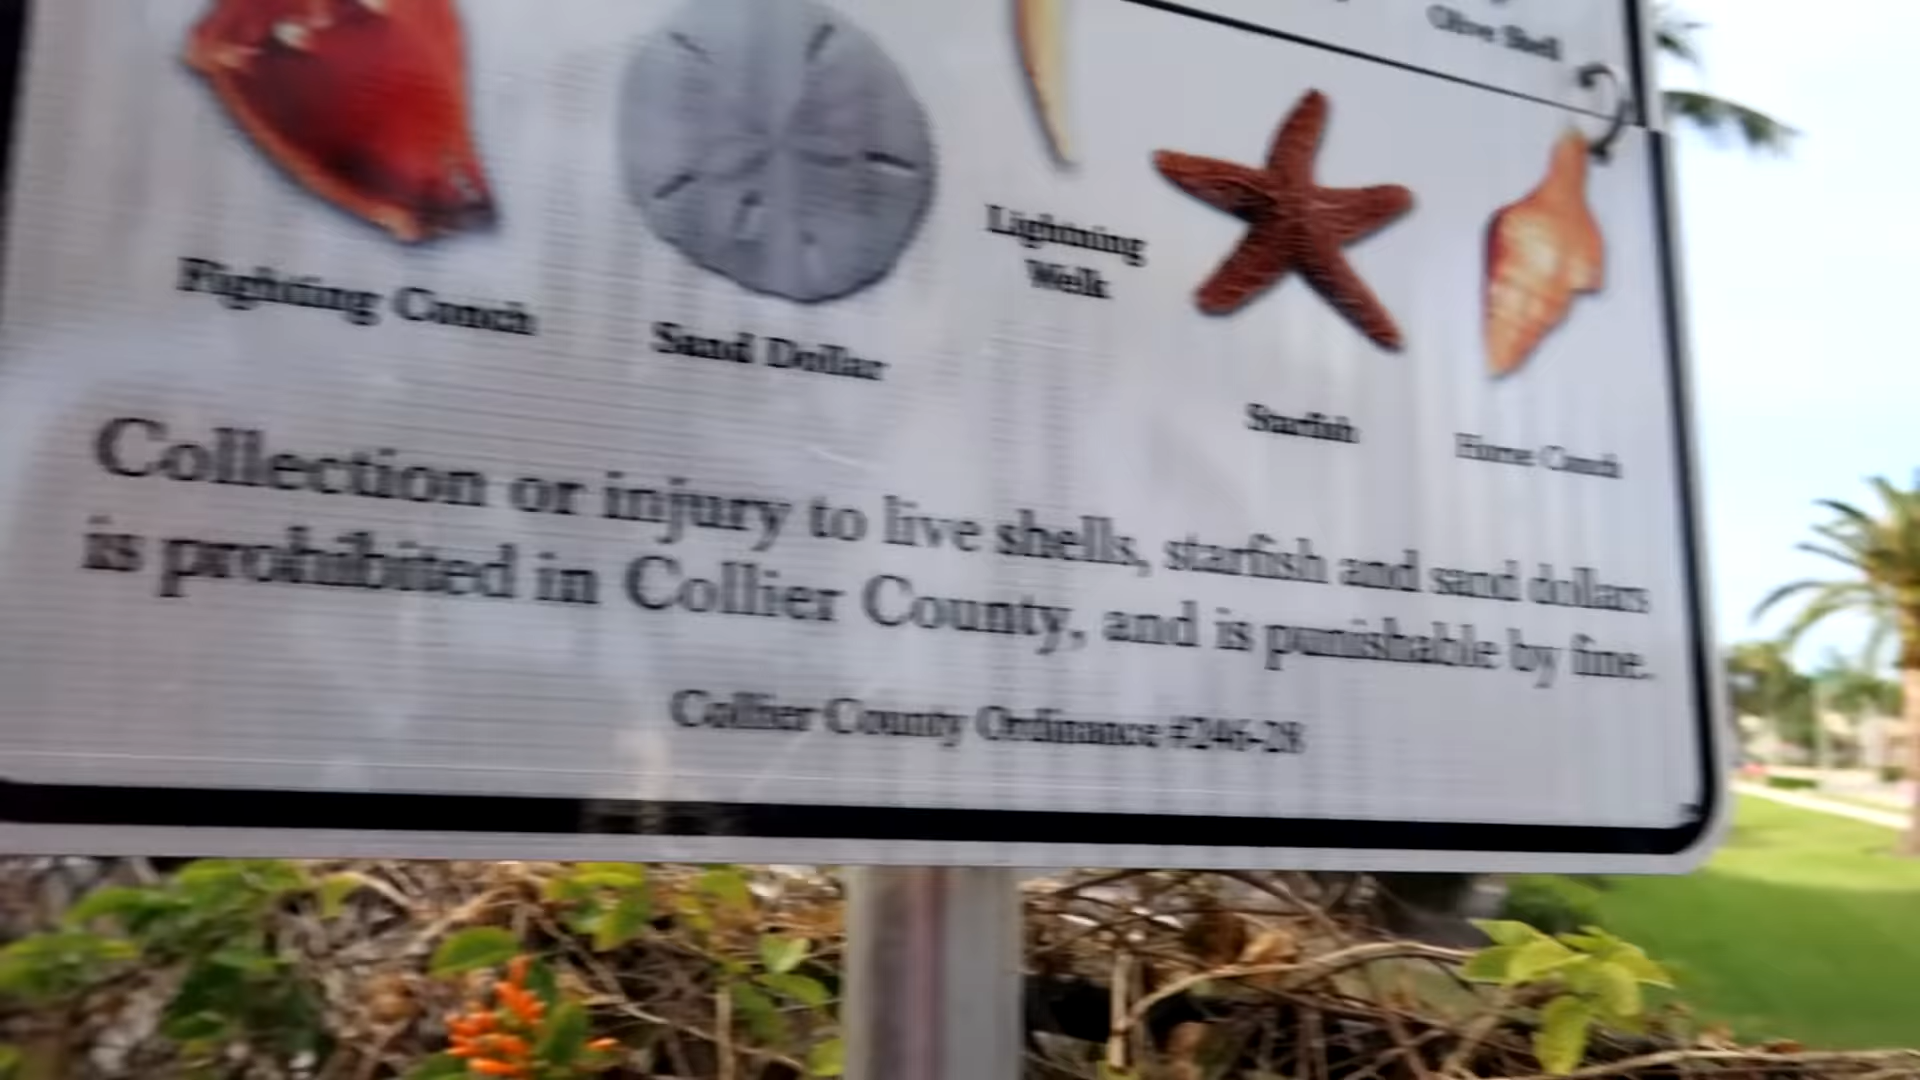 Olive Shell
Fighting Conch
Sand Dollar
Lightning
Welk
Starfish
Horse Conch
Collection or injury to live shells, starfish and sand dollars
is prohibited in Collier County, and is punishable by fine.
Collier County Ordinance #246-28